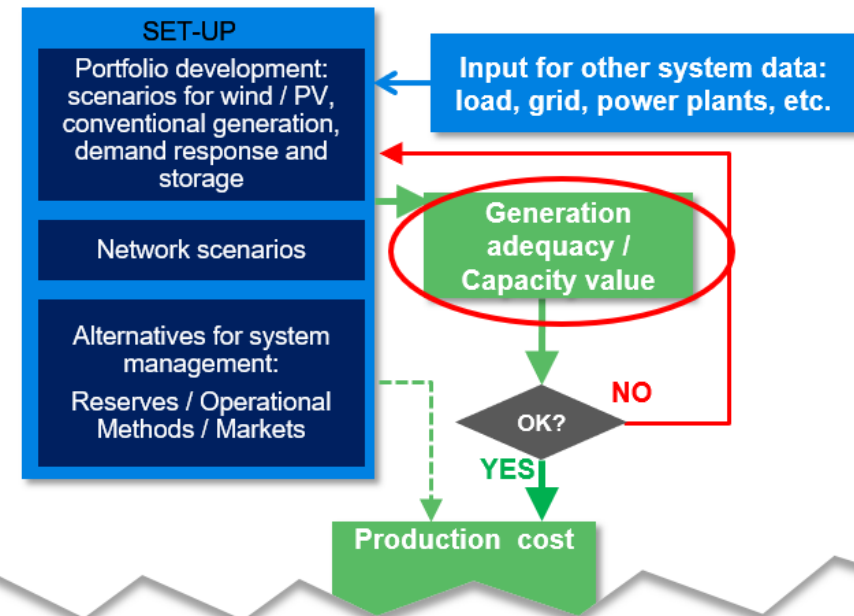 SET-UP
Portfolio development:
scenarios for wind / PV,
conventional generation,
demand response and
storage
Network scenarios
Alternatives for system
management:
Reserves / Operational
Methods / Markets
Input for other system data:
load, grid, power plants, etc.
Generation
adequacy /
Capacity value
OK?
NO
YES
Production cost